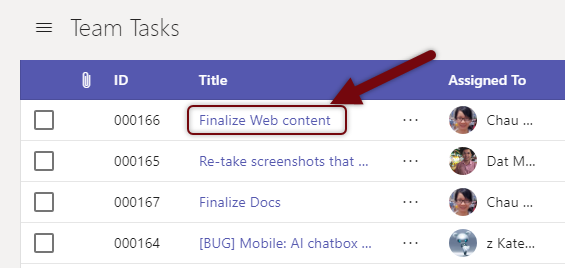 Team Tasks
ID Title Assigned To
000166 Finalize Web content ... Chau ...
000165 Re-take screenshots that ... ... Dat M...
000167 Finalize Docs ... Chau ...
000164 [BUG] Mobile: AI chatbox ... ... z Kate...